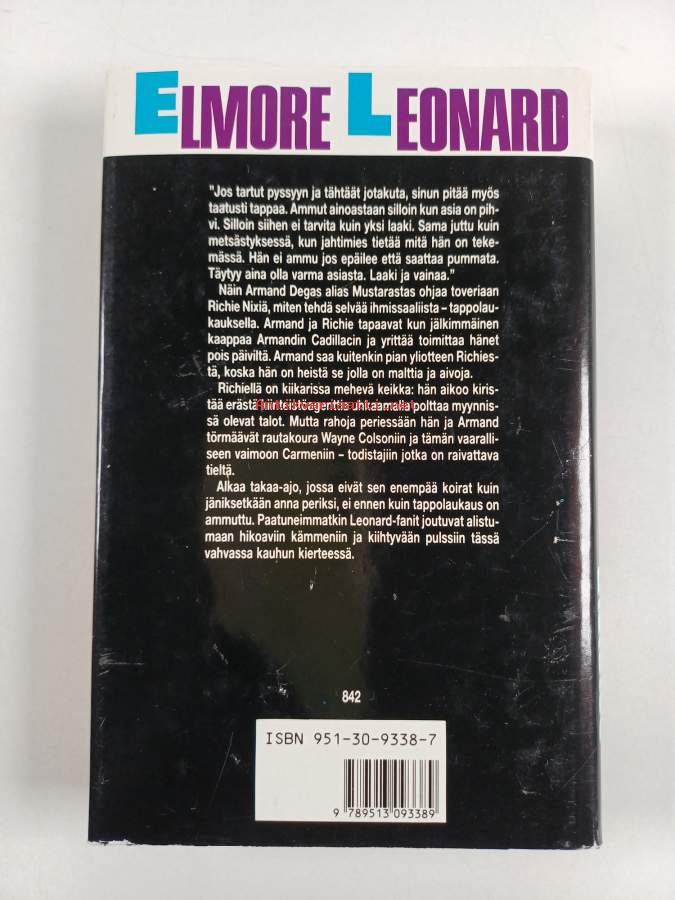 ELMORE LEONARD
"Jos tartut pyssyyn ja tähtäät jotakuta, sinun pitää myös
taatusti tappaa. Ammut ainoastaan silloin kun asia on pih-
vi. Silloin siihen ei tarvita kuin yksi laaki. Sama juttu kuin
metsästyksessä, kun jahtimies tietää mitä hän on teke-
mässä. Hän ei ammu jos epäilee että saattaa pummata.
Täytyy aina olla varma asiasta. Laaki ja vainaa."
Näin Armand Degas alias Mustarastas ohjaa toveriaan
Richie Nixiä, miten tehdä selvää ihmissaaliista – tappolau-
kauksella. Armand ja Richie tapaavat kun jälkimmäinen
kaappaa Armandin Cadillacin ja yrittää toimittaa hänet
pois päiviltä. Armand saa kuitenkin pian yliotteen Richies-
tä, koska hän on heistä se jolla on malttia ja aivoja.
Richiellä on kiikarissa mehevä keikka: hän aikoo kiris-
tää erästä polttaa myynnis-
sä olevat talot. Mutta rahoja periessään hän ja Armand
törmäävät rautakoura Wayne Colsoniin ja tämän vaaralli-
seen vaimoon Carmeniin – todistajiin jotka on raivattava
tieltä.
Alkaa takaa-ajo, jossa eivät sen enempää koirat kuin
jäniksetkään anna periksi, ei ennen kuin tappolaukaus on
ammuttu. Paatuneimmatkin Leonard-fanit joutuvat alistu-
maan hikoaviin kämmeniin ja kiihtyvään pulssiin tässä
vahvassa kauhun kierteessä.
842
ISBN 951-30-9338-7
9 789513 093389